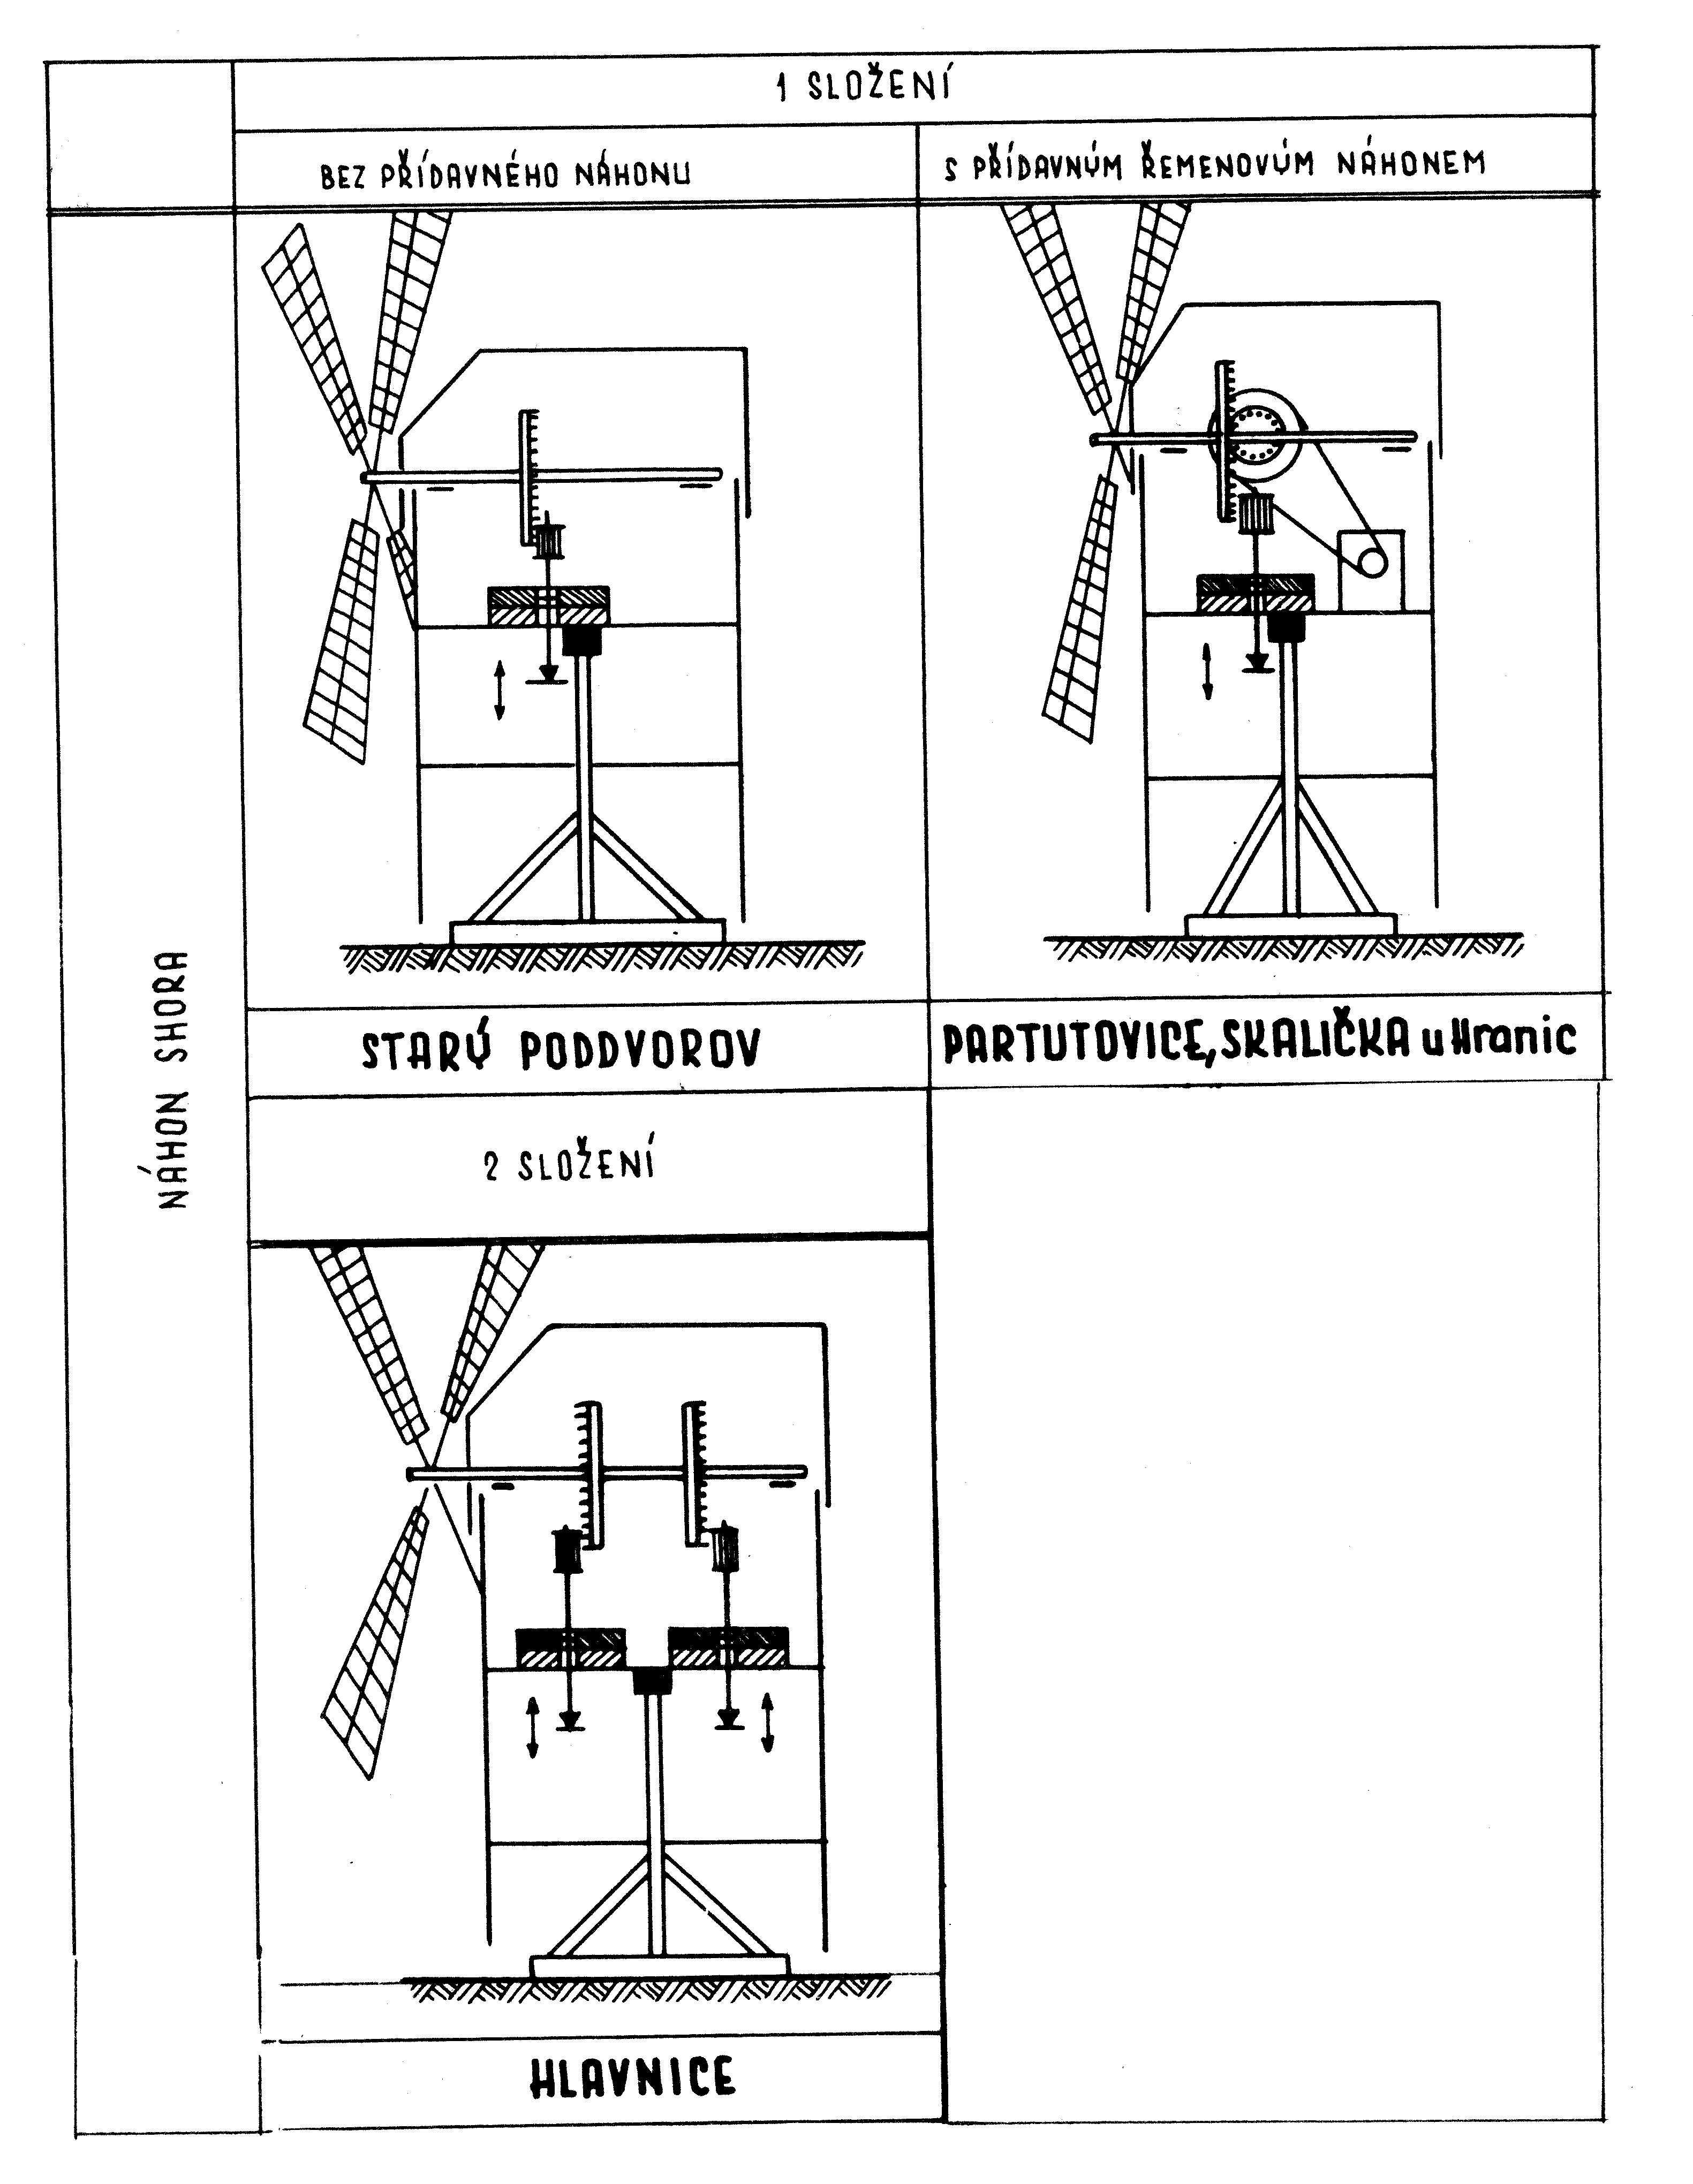 1 SLOŽENÍ
BEZ PŘÍDAVNÉHO NÁHONU
S PŘÍDAVNÝM ŘEMENOVÝM NÁHONEM
NÁHON SHORA
STARÝ PODDVOROV
PARTUTOVICE, SKALIČKA u Hranic
2 SLOŽENÍ
HLAVNICE